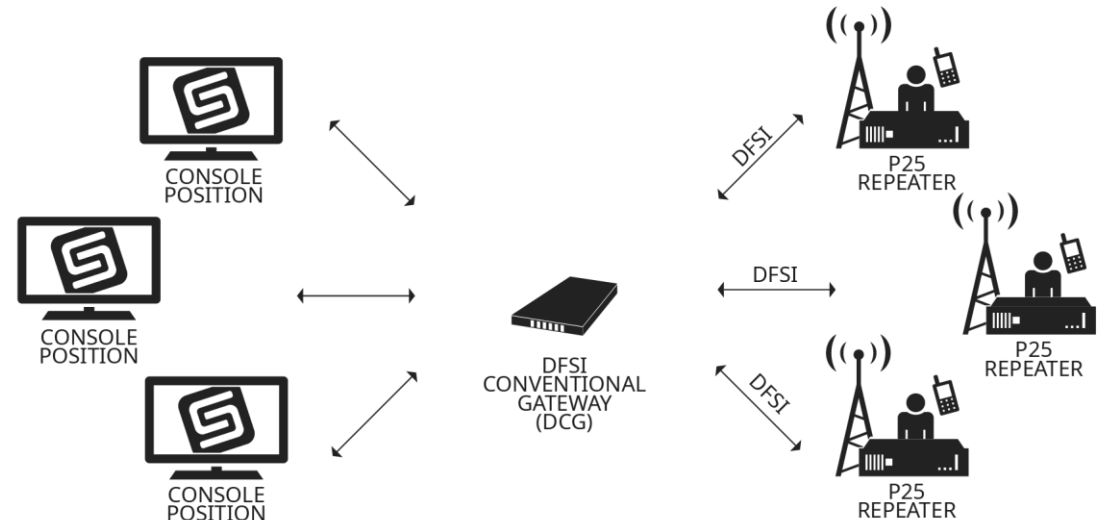 CONSOLE
POSITION
CONSOLE
POSITION
CONSOLE
POSITION
DFSI
CONVENTIONAL
GATEWAY
(DCG)
DFSI
DFSI
DFSI
P25
REPEATER
P25
REPEATER
P25
REPEATER